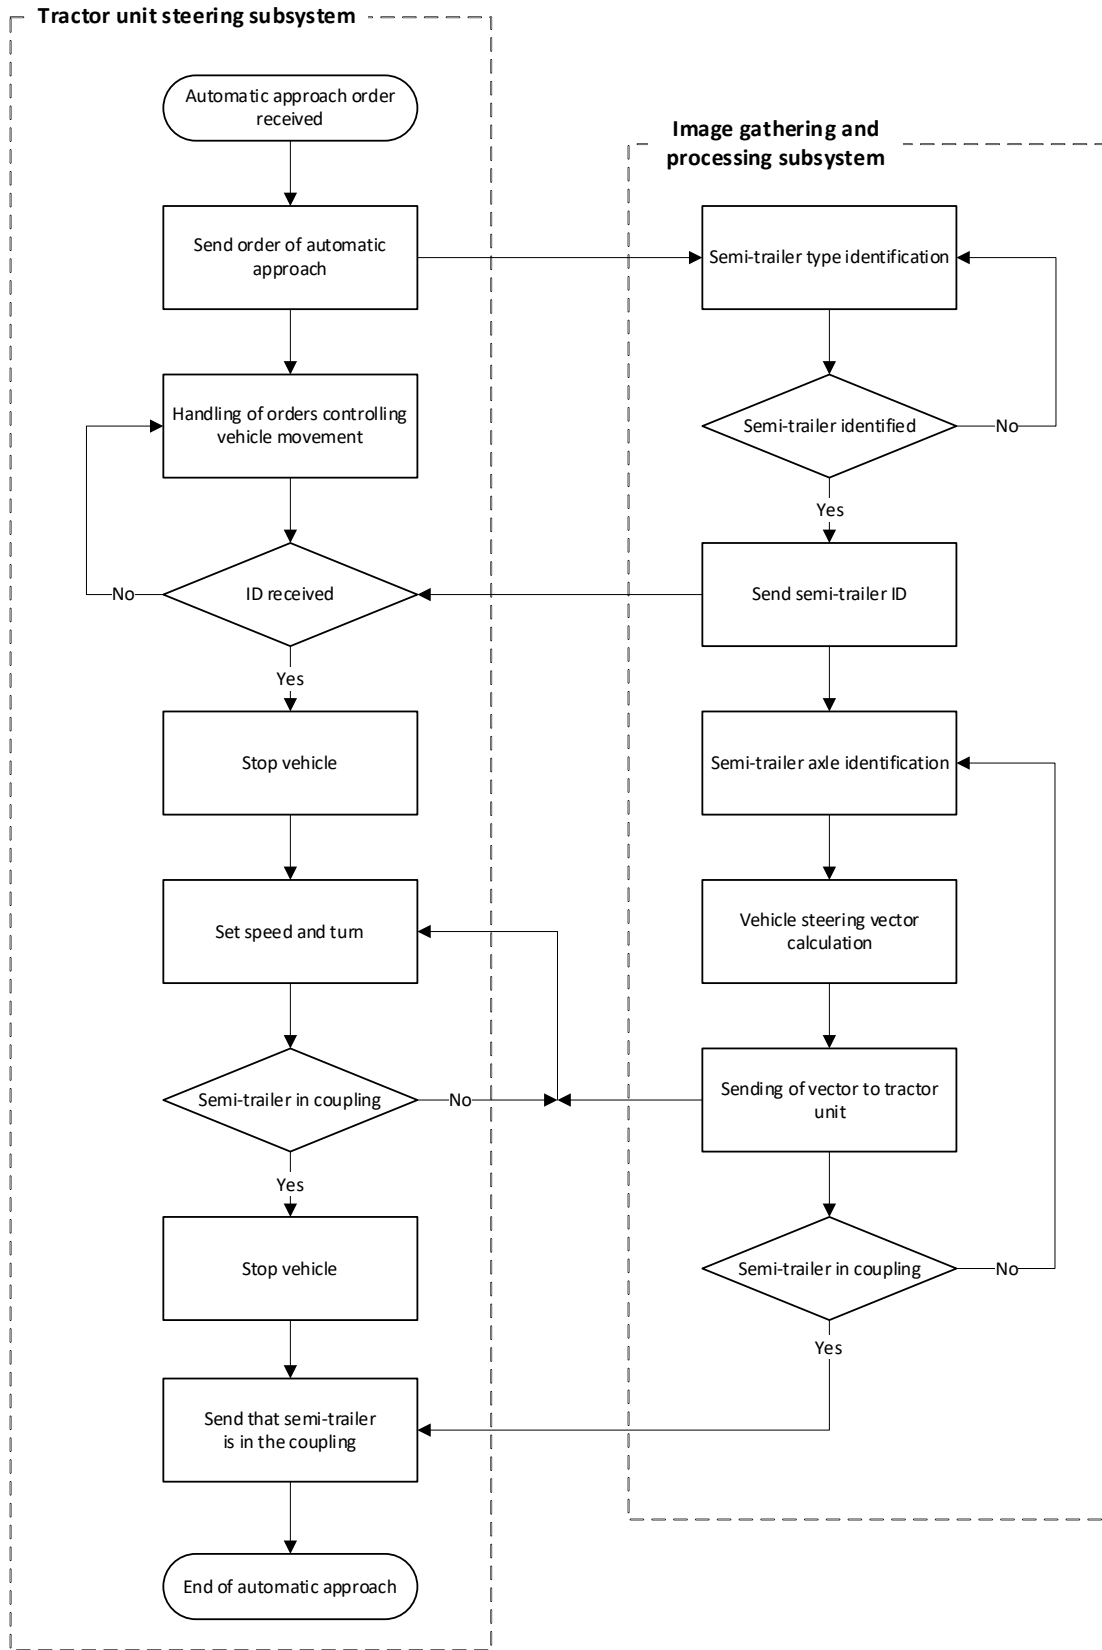 Tractor unit steering subsystem
Automatic approach order
received
Send order of automatic
approach
Handling of orders controlling
vehicle movement
No
ID received
Yes
Stop vehicle
Set speed and turn
Semi-trailer in coupling
No
Yes
Stop vehicle
Send that semi-trailer
is in the coupling
End of automatic approach
Image gathering and
processing subsystem
Semi-trailer type identification
Semi-trailer identified
No
Yes
Send semi-trailer ID
Semi-trailer axle identification
Vehicle steering vector
calculation
Sending of vector to tractor
unit
Semi-trailer in coupling
No
Yes